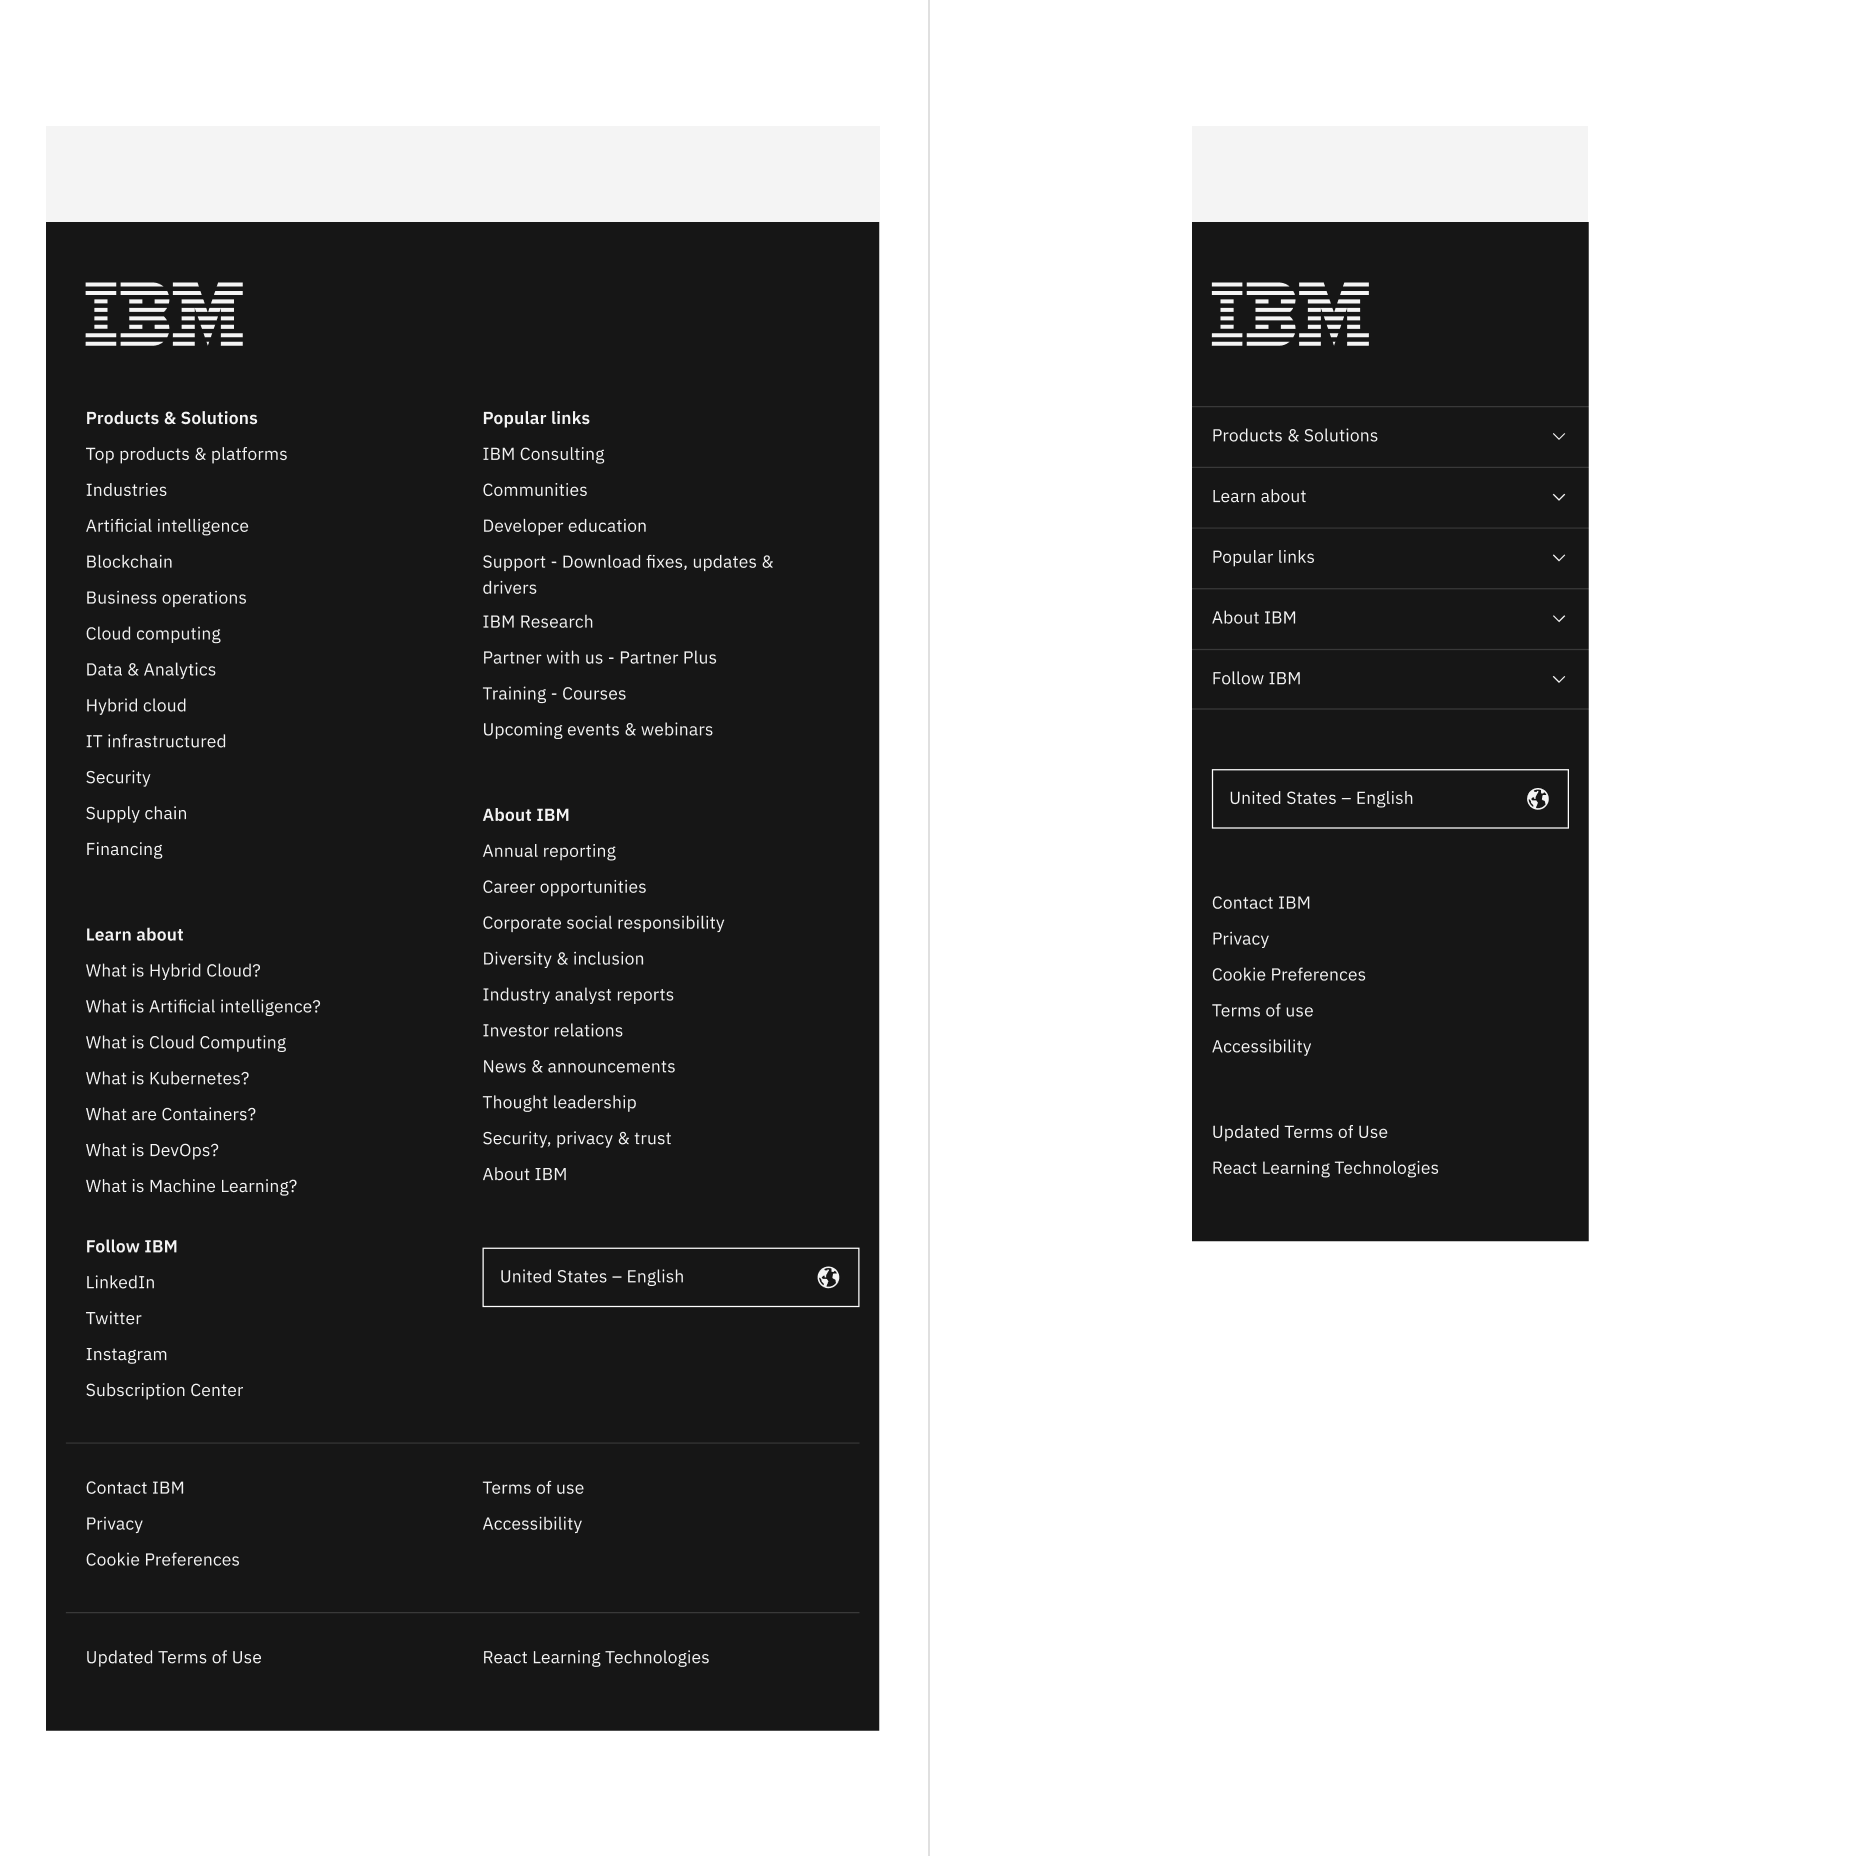 IBM
Products & Solutions
Top products & platforms
Industries
Artificial intelligence
Blockchain
Business operations
Cloud computing
Data & Analytics
Hybrid cloud
IT infrastructured
Security
Supply chain
Financing
Learn about
What is Hybrid Cloud?
What is Artificial intelligence?
What is Cloud Computing
What is Kubernetes?
What are Containers?
What is DevOps?
What is Machine Learning?
Follow IBM
LinkedIn
Twitter
Instagram
Subscription Center
Popular links
IBM Consulting
Communities
Developer education
Support - Download fixes, updates &
drivers
IBM Research
Partner with us - Partner Plus
Training - Courses
Upcoming events & webinars
About IBM
Annual reporting
Career opportunities
Corporate social responsibility
Diversity & inclusion
Industry analyst reports
Investor relations
News & announcements
Thought leadership
Security, privacy & trust
About IBM
United States – English
Contact IBM
Privacy
Cookie Preferences
Terms of use
Accessibility
Updated Terms of Use
React Learning Technologies
IBM
Products & Solutions
Learn about
Popular links
About IBM
Follow IBM
United States – English
Contact IBM
Privacy
Cookie Preferences
Terms of use
Accessibility
Updated Terms of Use
React Learning Technologies